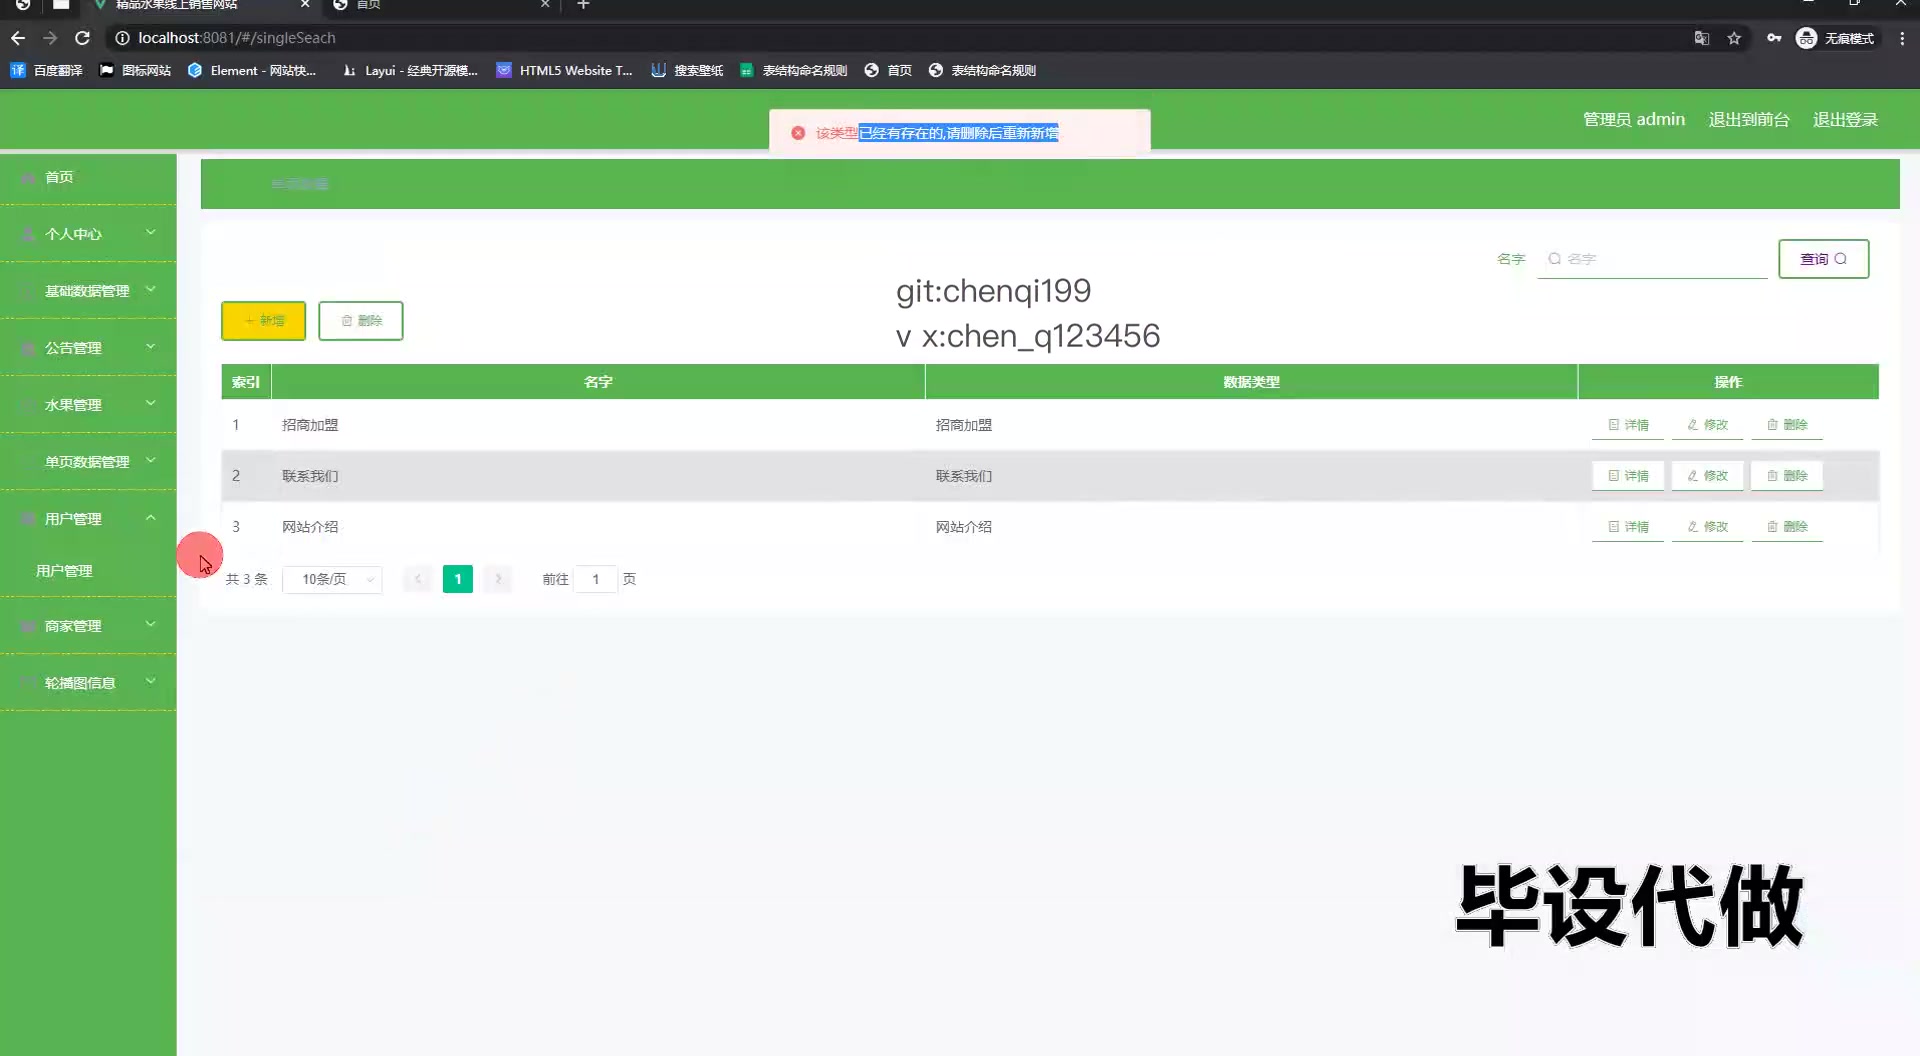 精品水果线上销售网站
首页
localhost:8081/#/singleSeach
无痕模式
百度翻译
图标网站
Element - 网站快...
Layui - 经典开源模...
HTML5 Website T...
搜索壁纸
表结构命名规则
首页
表结构命名规则
该类型已经有存在的,请删除后重新新增
管理员 admin
退出到前台
退出登录
首页
个人中心
基础数据管理
公告管理
水果管理
单页数据管理
用户管理
用户管理
商家管理
轮播图信息
名字
名字
查询
git:chenqi199
v x:chen_q123456
新增
删除
索引 名字 数据类型 操作
1 招商加盟 招商加盟 详情 修改 删除
2 联系我们 联系我们 详情 修改 删除
3 网站介绍 网站介绍 详情 修改 删除
共 3 条 10条/页 1 前往 1 页
毕设代做